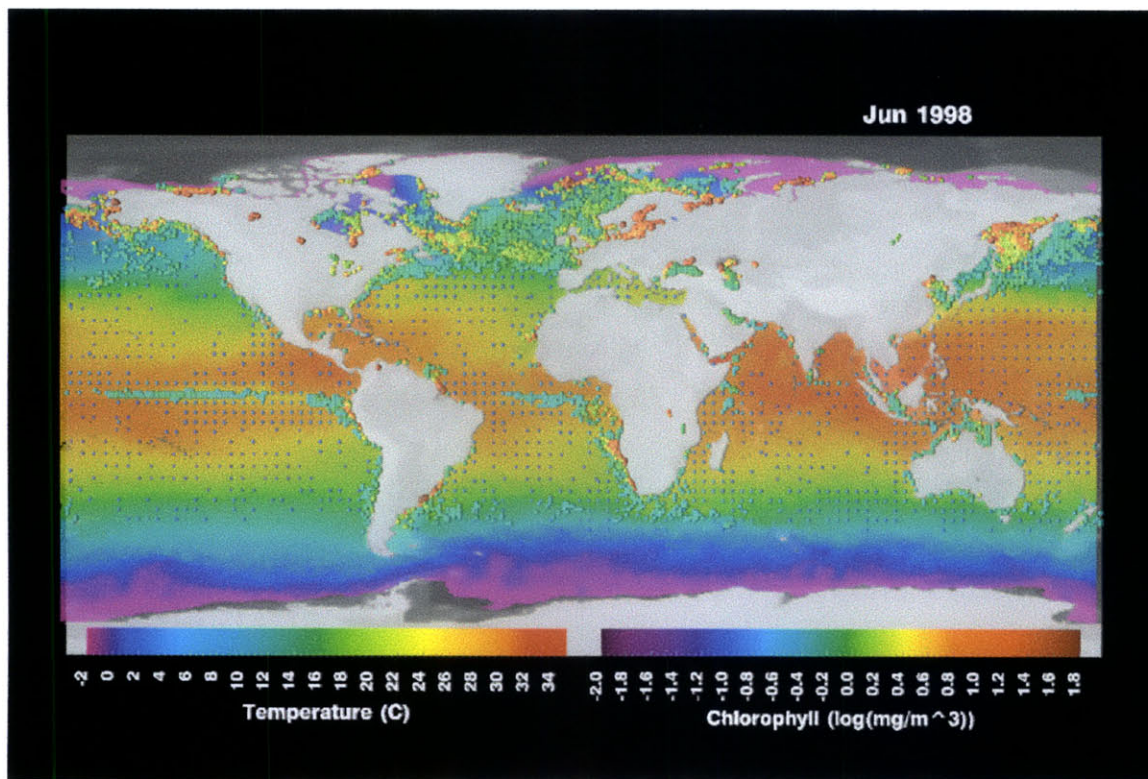 Jun 1998
-2 0 2 4 6 8 10 12 14 16 18 20 22 24 26 28 30 32 34
Temperature (C)
-2.0 -1.8 -1.6 -1.4 -1.2 -1.0 -0.8 -0.6 -0.4 -0.2 0.0 0.2 0.4 0.6 0.8 1.0 1.2 1.4 1.6 1.8
Chlorophyll (log(mg/m^3))